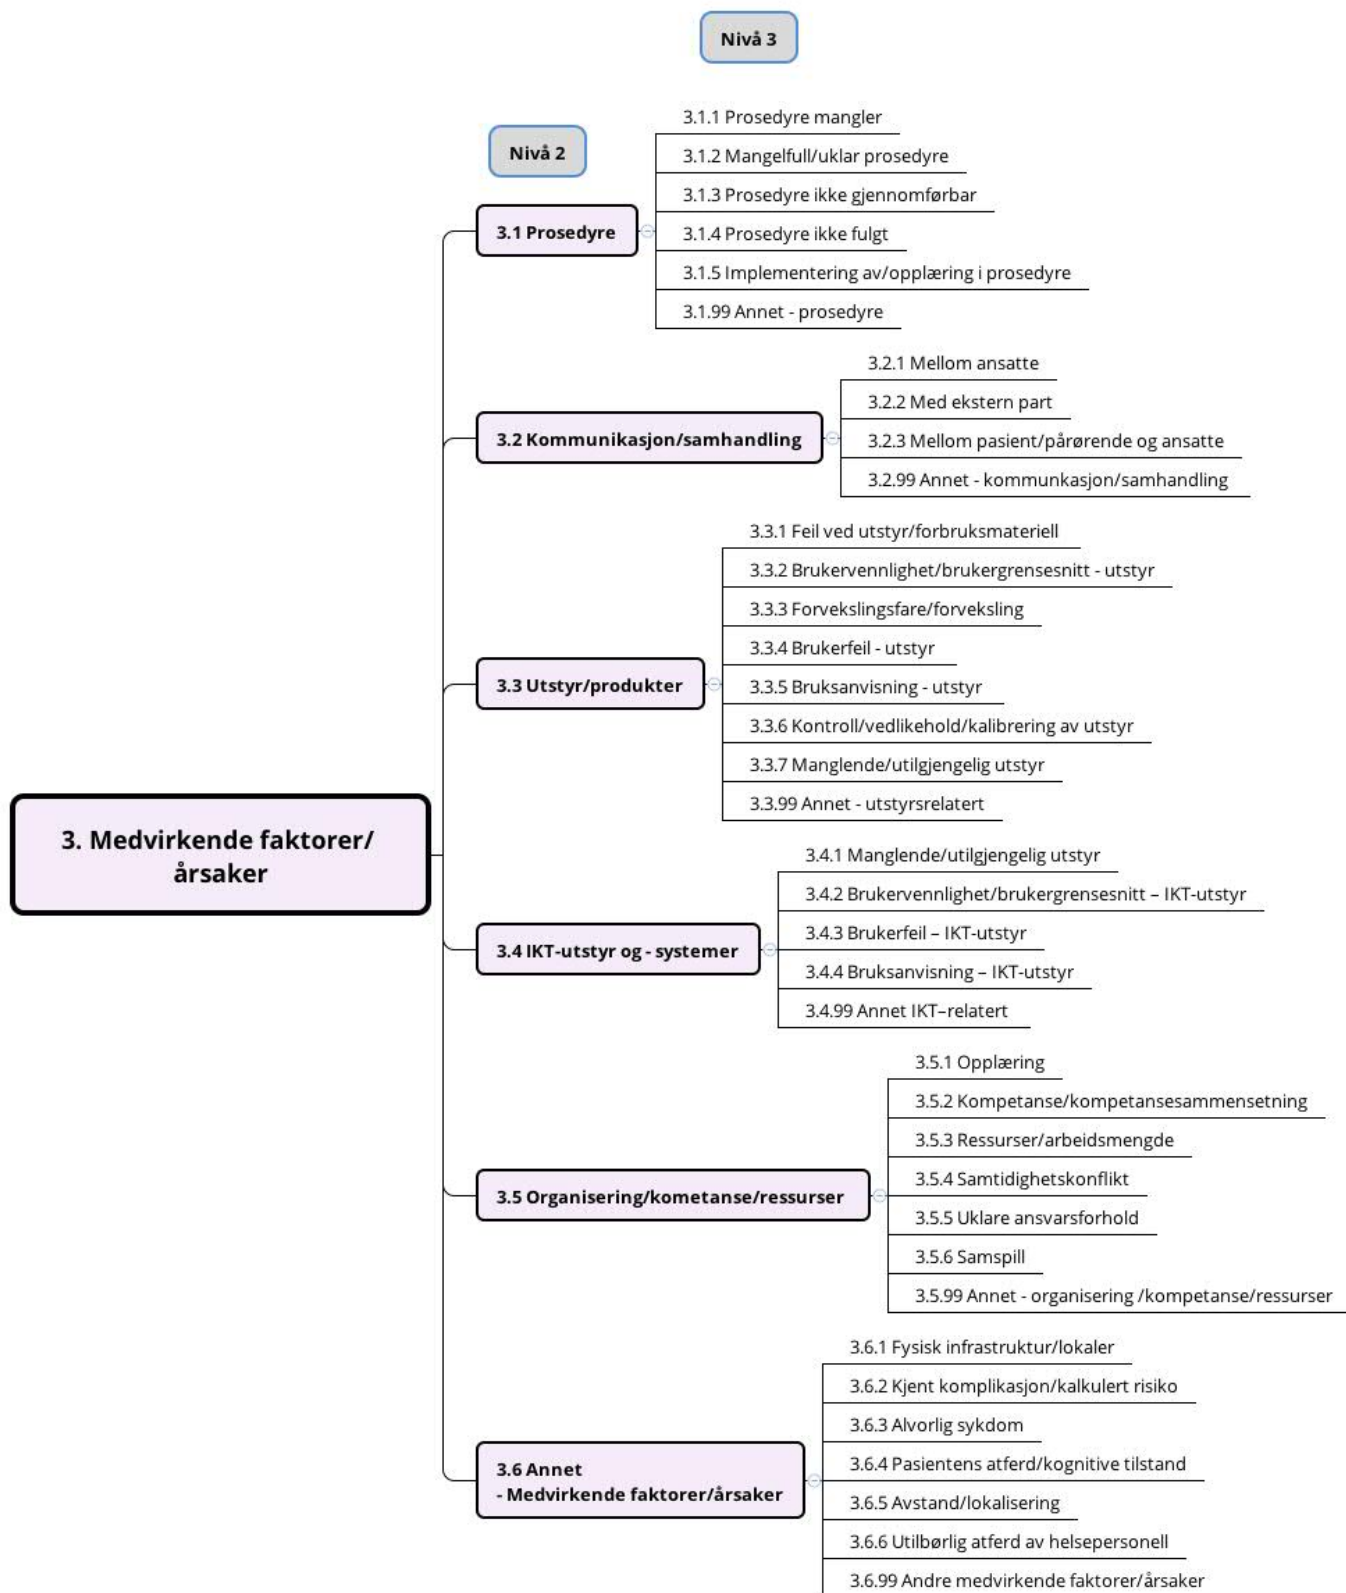 Nivå 3
Nivå 2
3. Medvirkende faktorer/
årsaker
3.1 Prosedyre
3.1.1 Prosedyre mangler
3.1.2 Mangelfull/uklar prosedyre
3.1.3 Prosedyre ikke gjennomførbar
3.1.4 Prosedyre ikke fulgt
3.1.5 Implementering av/opplæring i prosedyre
3.1.99 Annet - prosedyre
3.2 Kommunikasjon/samhandling
3.2.1 Mellom ansatte
3.2.2 Med ekstern part
3.2.3 Mellom pasient/pårørende og ansatte
3.2.99 Annet - kommunkasjon/samhandling
3.3 Utstyr/produkter
3.3.1 Feil ved utstyr/forbruksmateriell
3.3.2 Brukervennlighet/brukergrensesnitt - utstyr
3.3.3 Forvekslingsfare/forveksling
3.3.4 Brukerfeil - utstyr
3.3.5 Bruksanvisning - utstyr
3.3.6 Kontroll/vedlikehold/kalibrering av utstyr
3.3.7 Manglende/utilgjengelig utstyr
3.3.99 Annet - utstyrsrelatert
3.4 IKT-utstyr og - systemer
3.4.1 Manglende/utilgjengelig utstyr
3.4.2 Brukervennlighet/brukergrensesnitt – IKT-utstyr
3.4.3 Brukerfeil – IKT-utstyr
3.4.4 Bruksanvisning – IKT-utstyr
3.4.99 Annet IKT–relatert
3.5 Organisering/kometanse/ressurser
3.5.1 Opplæring
3.5.2 Kompetanse/kompetansesammensetning
3.5.3 Ressurser/arbeidsmengde
3.5.4 Samtidighetskonflikt
3.5.5 Uklare ansvarsforhold
3.5.6 Samspill
3.5.99 Annet - organisering /kompetanse/ressurser
3.6 Annet
- Medvirkende faktorer/årsaker
3.6.1 Fysisk infrastruktur/lokaler
3.6.2 Kjent komplikasjon/kalkulert risiko
3.6.3 Alvorlig sykdom
3.6.4 Pasientens atferd/kognitive tilstand
3.6.5 Avstand/lokalisering
3.6.6 Utilbørlig atferd av helsepersonell
3.6.99 Andre medvirkende faktorer/årsaker